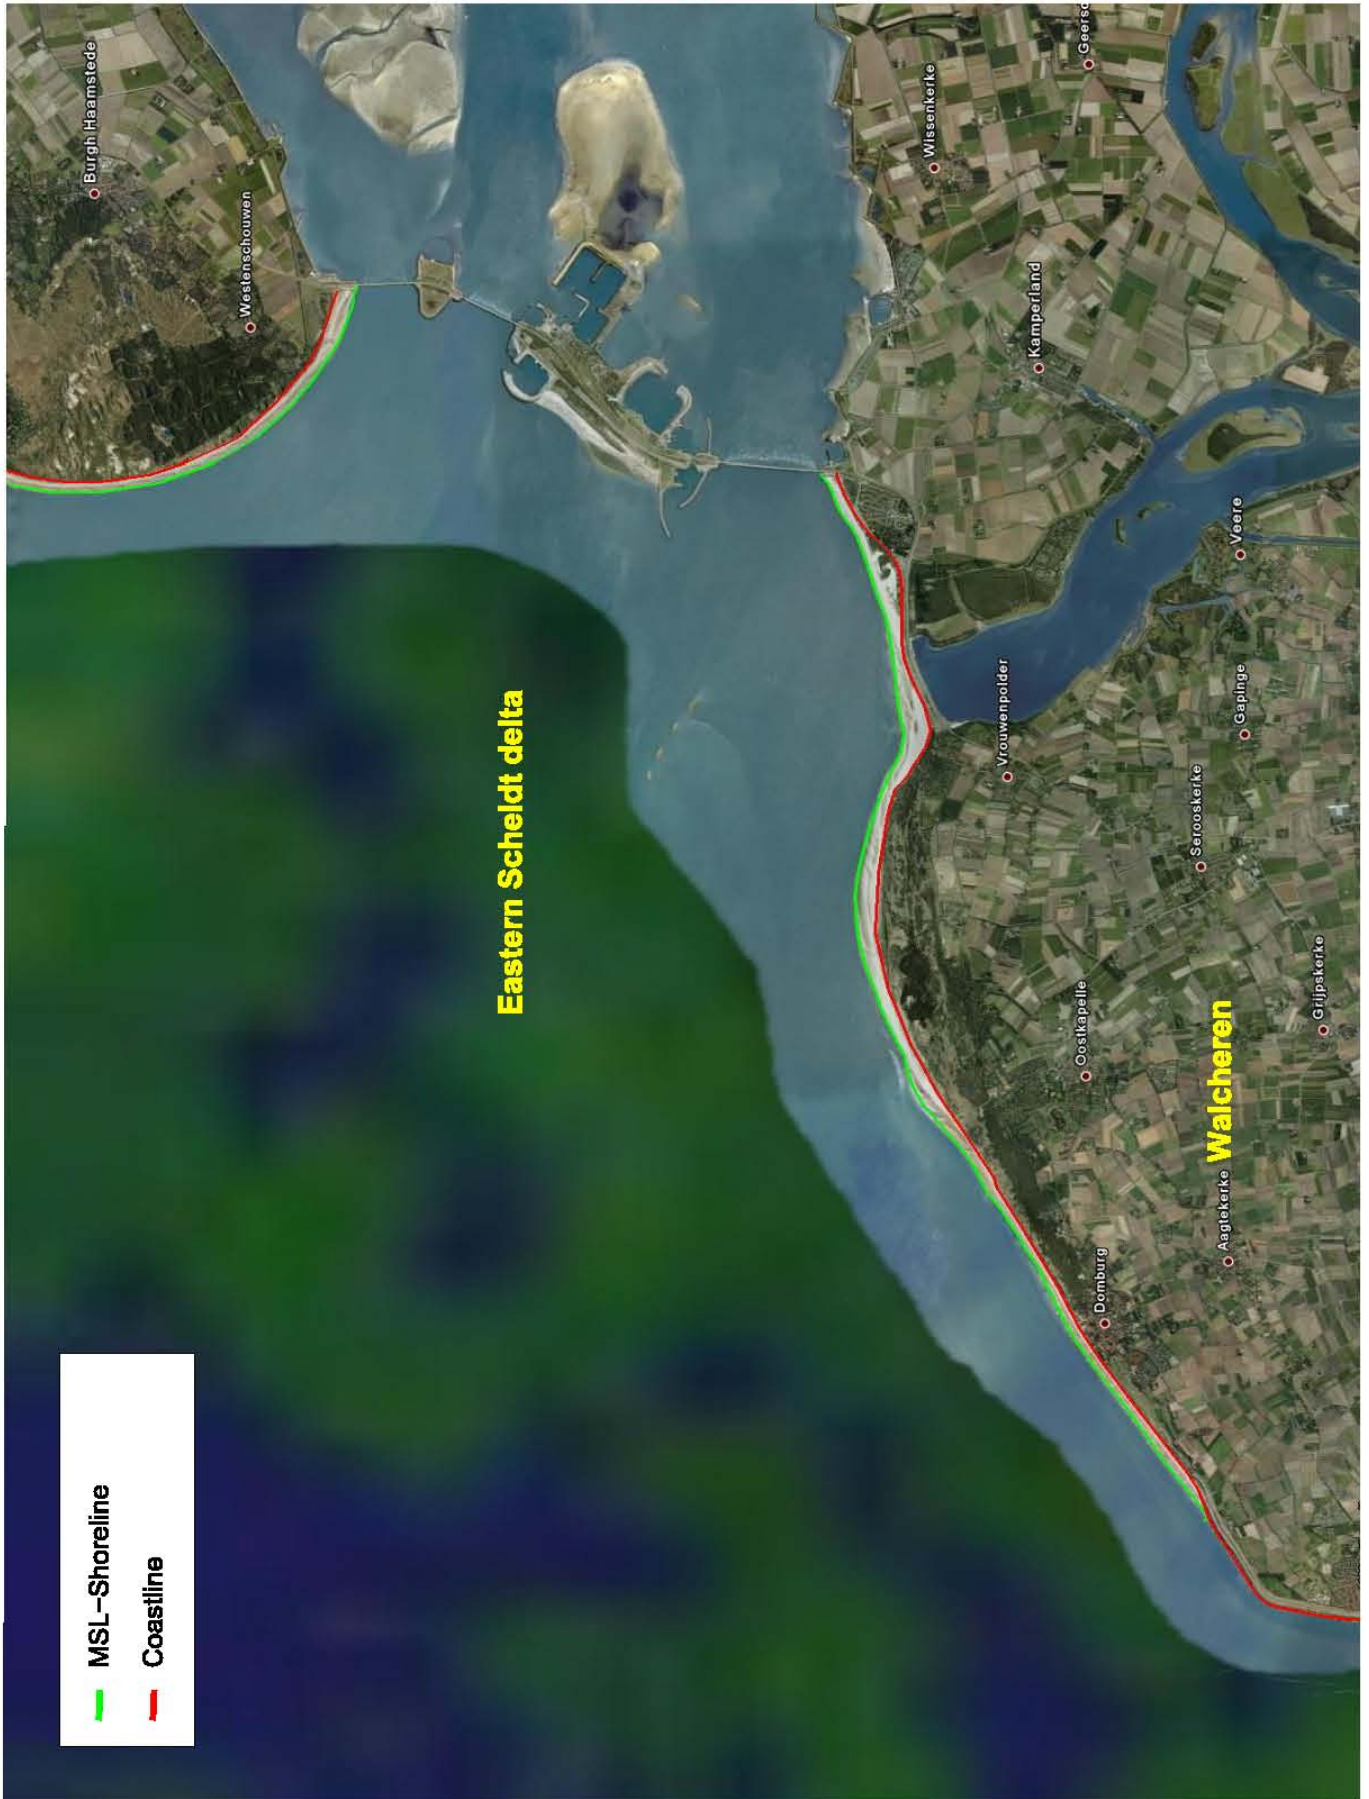 MSL–Shoreline
Coastline
Eastern Scheldt delta
Burgh Haamstede
Westenschouwen
Wissenkerke
Geersd
Kamperland
Veere
Vrouwenpolder
Gapinge
Serooskerke
Oostkapelle
Grijpskerke
Walcheren
Aagtekerke
Domburg